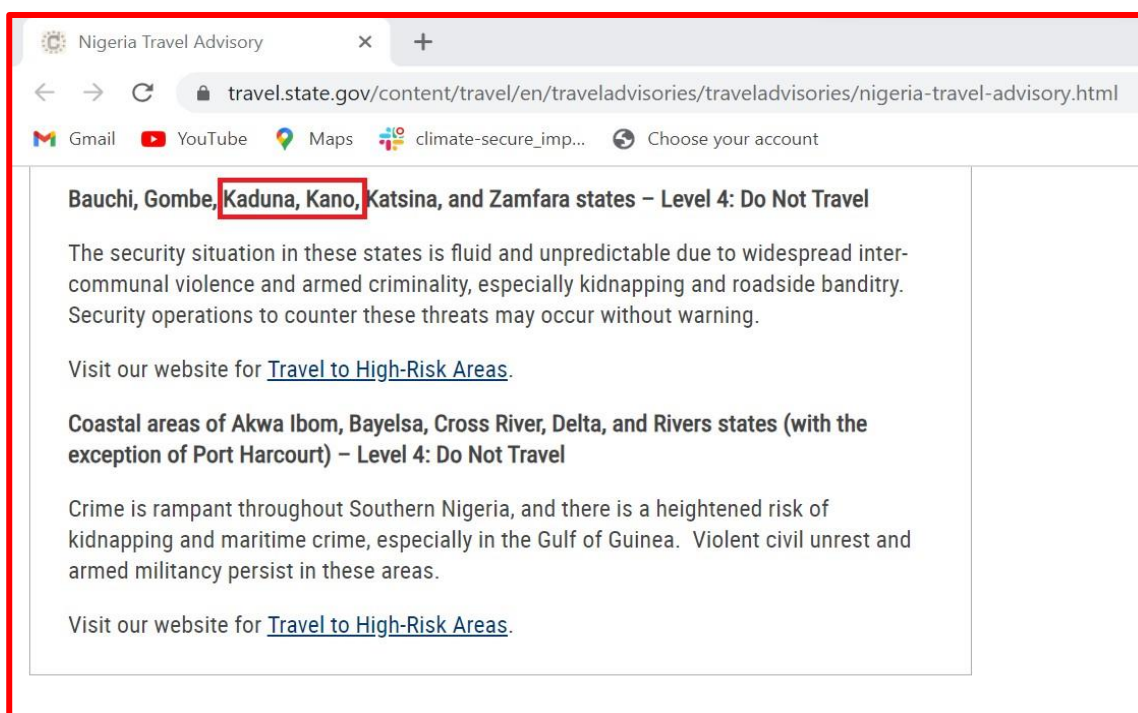 Nigeria Travel Advisory
travel.state.gov/content/travel/en/traveladvisories/traveladvisories/nigeria-travel-advisory.html
Gmail YouTube Maps climate-secure_imp... Choose your account
Bauchi, Gombe, Kaduna, Kano, Katsina, and Zamfara states – Level 4: Do Not Travel
The security situation in these states is fluid and unpredictable due to widespread inter-
communal violence and armed criminality, especially kidnapping and roadside banditry.
Security operations to counter these threats may occur without warning.
Visit our website for Travel to High-Risk Areas.
Coastal areas of Akwa Ibom, Bayelsa, Cross River, Delta, and Rivers states (with the
exception of Port Harcourt) – Level 4: Do Not Travel
Crime is rampant throughout Southern Nigeria, and there is a heightened risk of
kidnapping and maritime crime, especially in the Gulf of Guinea.  Violent civil unrest and
armed militancy persist in these areas.
Visit our website for Travel to High-Risk Areas.